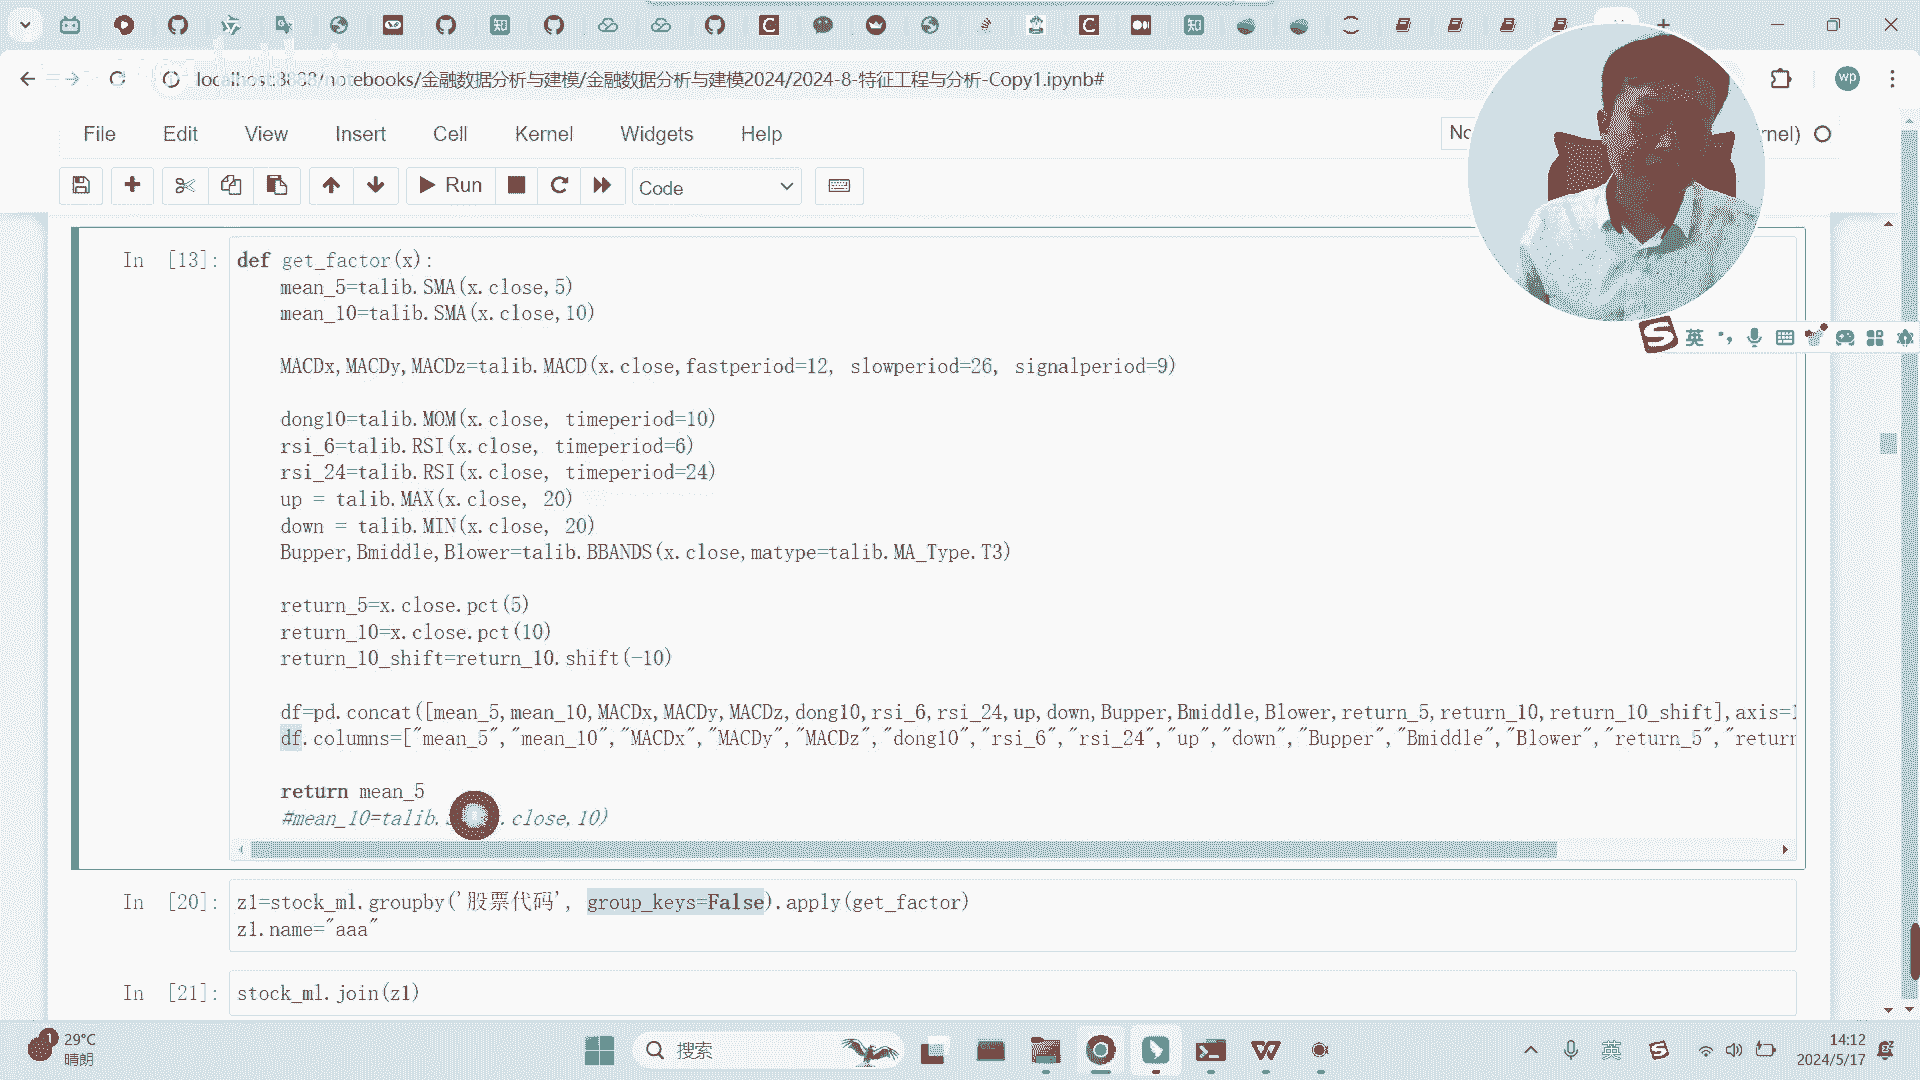 localhost:8888/notebooks/金融数据分析与建模/金融数据分析与建模2024/2024-8-特征工程与分析-Copy1.ipynb#
wp
File Edit View Insert Cell Kernel Widgets Help
Run
Code
英
In [13]: def get_factor(x):
mean_5=talib.SMA(x.close,5)
mean_10=talib.SMA(x.close,10)
MACDx,MACDy,MACDz=talib.MACD(x.close,fastperiod=12, slowperiod=26, signalperiod=9)
dong10=talib.MOM(x.close, timeperiod=10)
rsi_6=talib.RSI(x.close, timeperiod=6)
rsi_24=talib.RSI(x.close, timeperiod=24)
up = talib.MAX(x.close, 20)
down = talib.MIN(x.close, 20)
Bupper,Bmiddle,Blower=talib.BBANDS(x.close,matype=talib.MA_Type.T3)
return_5=x.close.pct(5)
return_10=x.close.pct(10)
return_10_shift=return_10.shift(-10)
df=pd.concat([mean_5,mean_10,MACDx,MACDy,MACDz,dong10,rsi_6,rsi_24,up,down,Bupper,Bmiddle,Blower,return_5,return_10,return_10_shift],axis=1
df.columns=["mean_5","mean_10","MACDx","MACDy","MACDz","dong10","rsi_6","rsi_24","up","down","Bupper","Bmiddle","Blower","return_5","return
return mean_5
#mean_10=talib. .close,10)
In [20]: z1=stock_ml.groupby('股票代码', group_keys=False).apply(get_factor)
z1.name="aaa"
In [21]: stock_ml.join(z1)
1
29°C
晴朗
搜索
英
14:12
2024/5/17